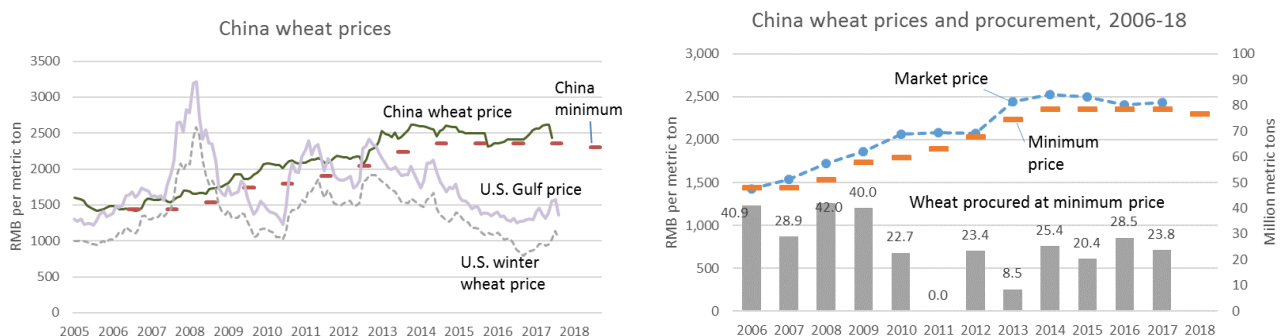 China wheat prices
RMB per metric ton
3500
3000
2500
2000
1500
1000
500
0
China wheat price
China
minimum
U.S. Gulf price
U.S. winter
wheat price
2005 2006 2007 2008 2009 2010 2011 2012 2013 2014 2015 2016 2017 2018
China wheat prices and procurement, 2006-18
RMB per metric ton
3,000
2,500
2,000
1,500
1,000
500
0
Market price
Minimum
price
Wheat procured at minimum price
40.9
28.9
42.0
40.0
22.7
0.0
23.4
8.5
25.4
20.4
28.5
23.8
100
90
80
70
60
50
40
30
20
10
0
Million metric tons
2006 2007 2008 2009 2010 2011 2012 2013 2014 2015 2016 2017 2018